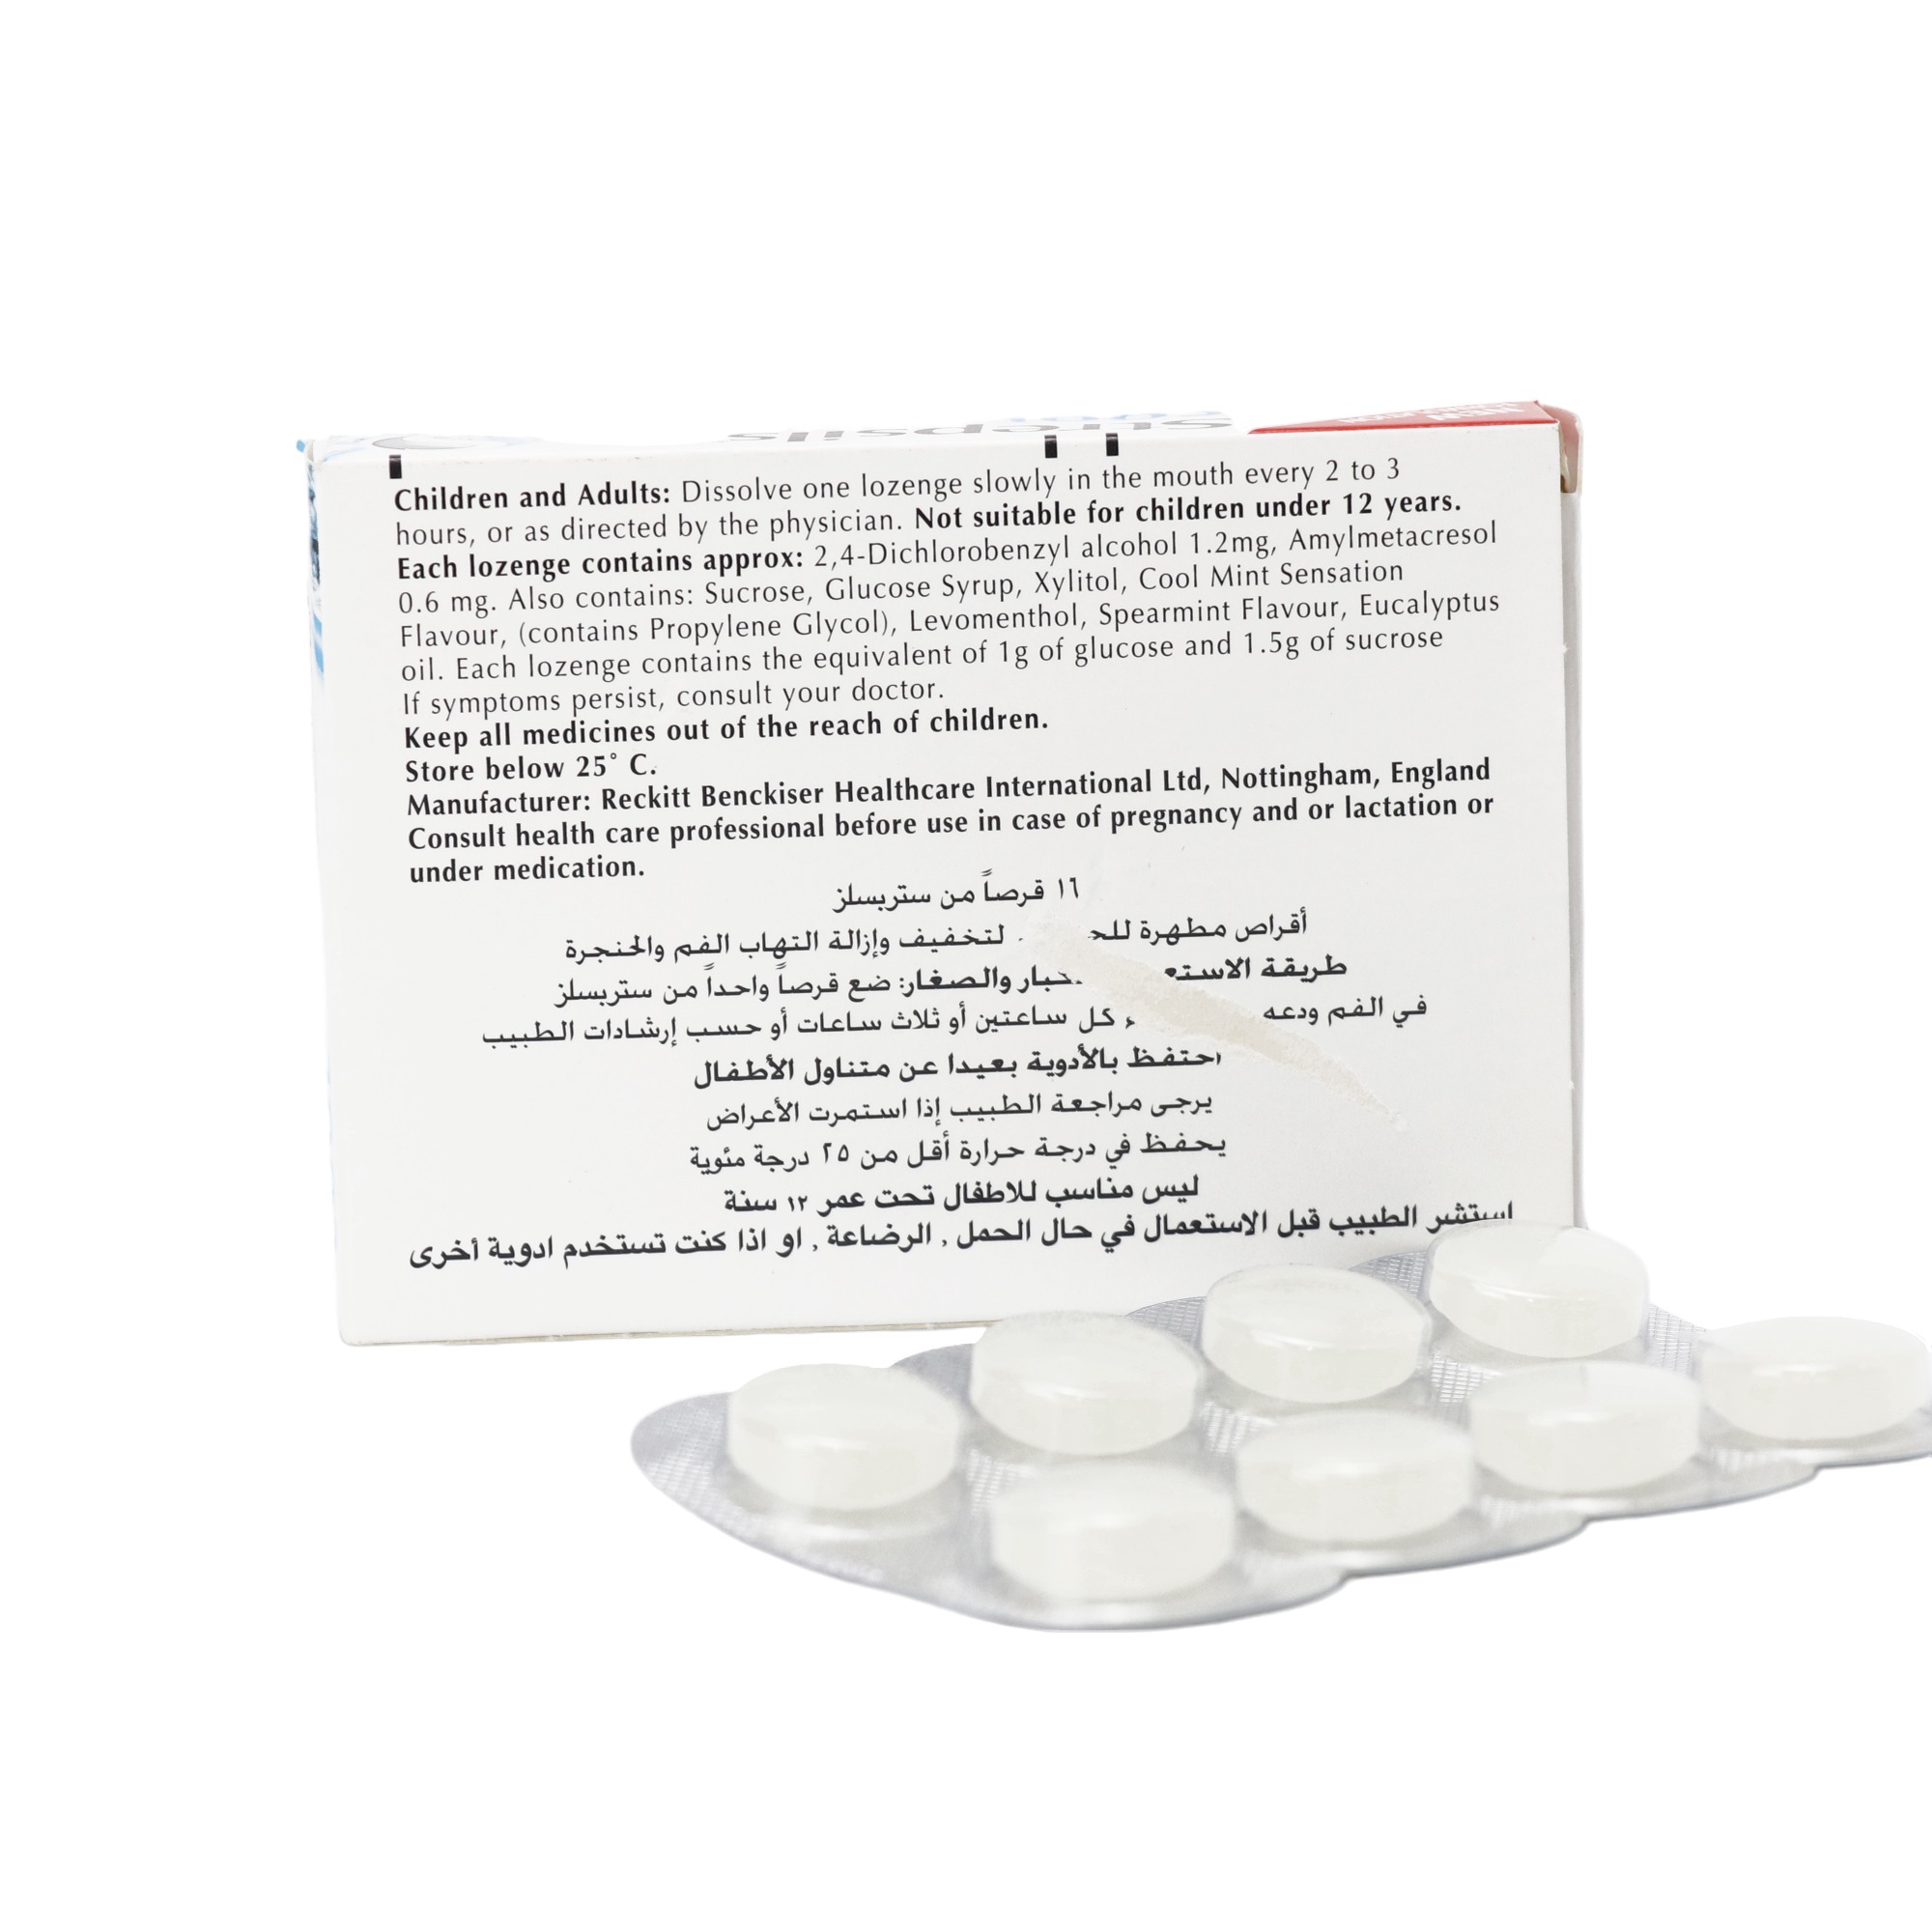 Strepsils
cool
NEW
Children and Adults: Dissolve one lozenge slowly in the mouth every 2 to 3
hours, or as directed by the physician. Not suitable for children under 12 years.
Each lozenge contains approx: 2,4-Dichlorobenzyl alcohol 1.2mg, Amylmetacresol
0.6 mg. Also contains: Sucrose, Glucose Syrup, Xylitol, Cool Mint Sensation
Flavour, (contains Propylene Glycol), Levomenthol, Spearmint Flavour, Eucalyptus
oil. Each lozenge contains the equivalent of 1g of glucose and 1.5g of sucrose
If symptoms persist, consult your doctor.
Keep all medicines out of the reach of children.
Store below 25° C.
Manufacturer: Reckitt Benckiser Healthcare International Ltd, Nottingham, England
Consult health care professional before use in case of pregnancy and or lactation or
under medication.
١٦ قرصاً من ستربسلز
أقراص مطهرة لتخفيف وإزالة التهاب الفم والحنجرة
طريقة والصغار: ضع قرصاً واحداً من ستربسلز
في الفم ودعه كل ساعتين أو ثلاث ساعات أو حسب إرشادات الطبيب
احتفظ بالأدوية بعيدا عن متناول الأطفال
يرجى مراجعة الطبيب إذا استمرت الأعراض
يحفظ في درجة حرارة أقل من ٢٥ درجة مئوية
ليس مناسب للاطفال تحت عمر ١٢ سنة
استشر الطبيب قبل الاستعمال في حال الحمل , الرضاعة , او اذا كنت تستخدم ادوية أخرى